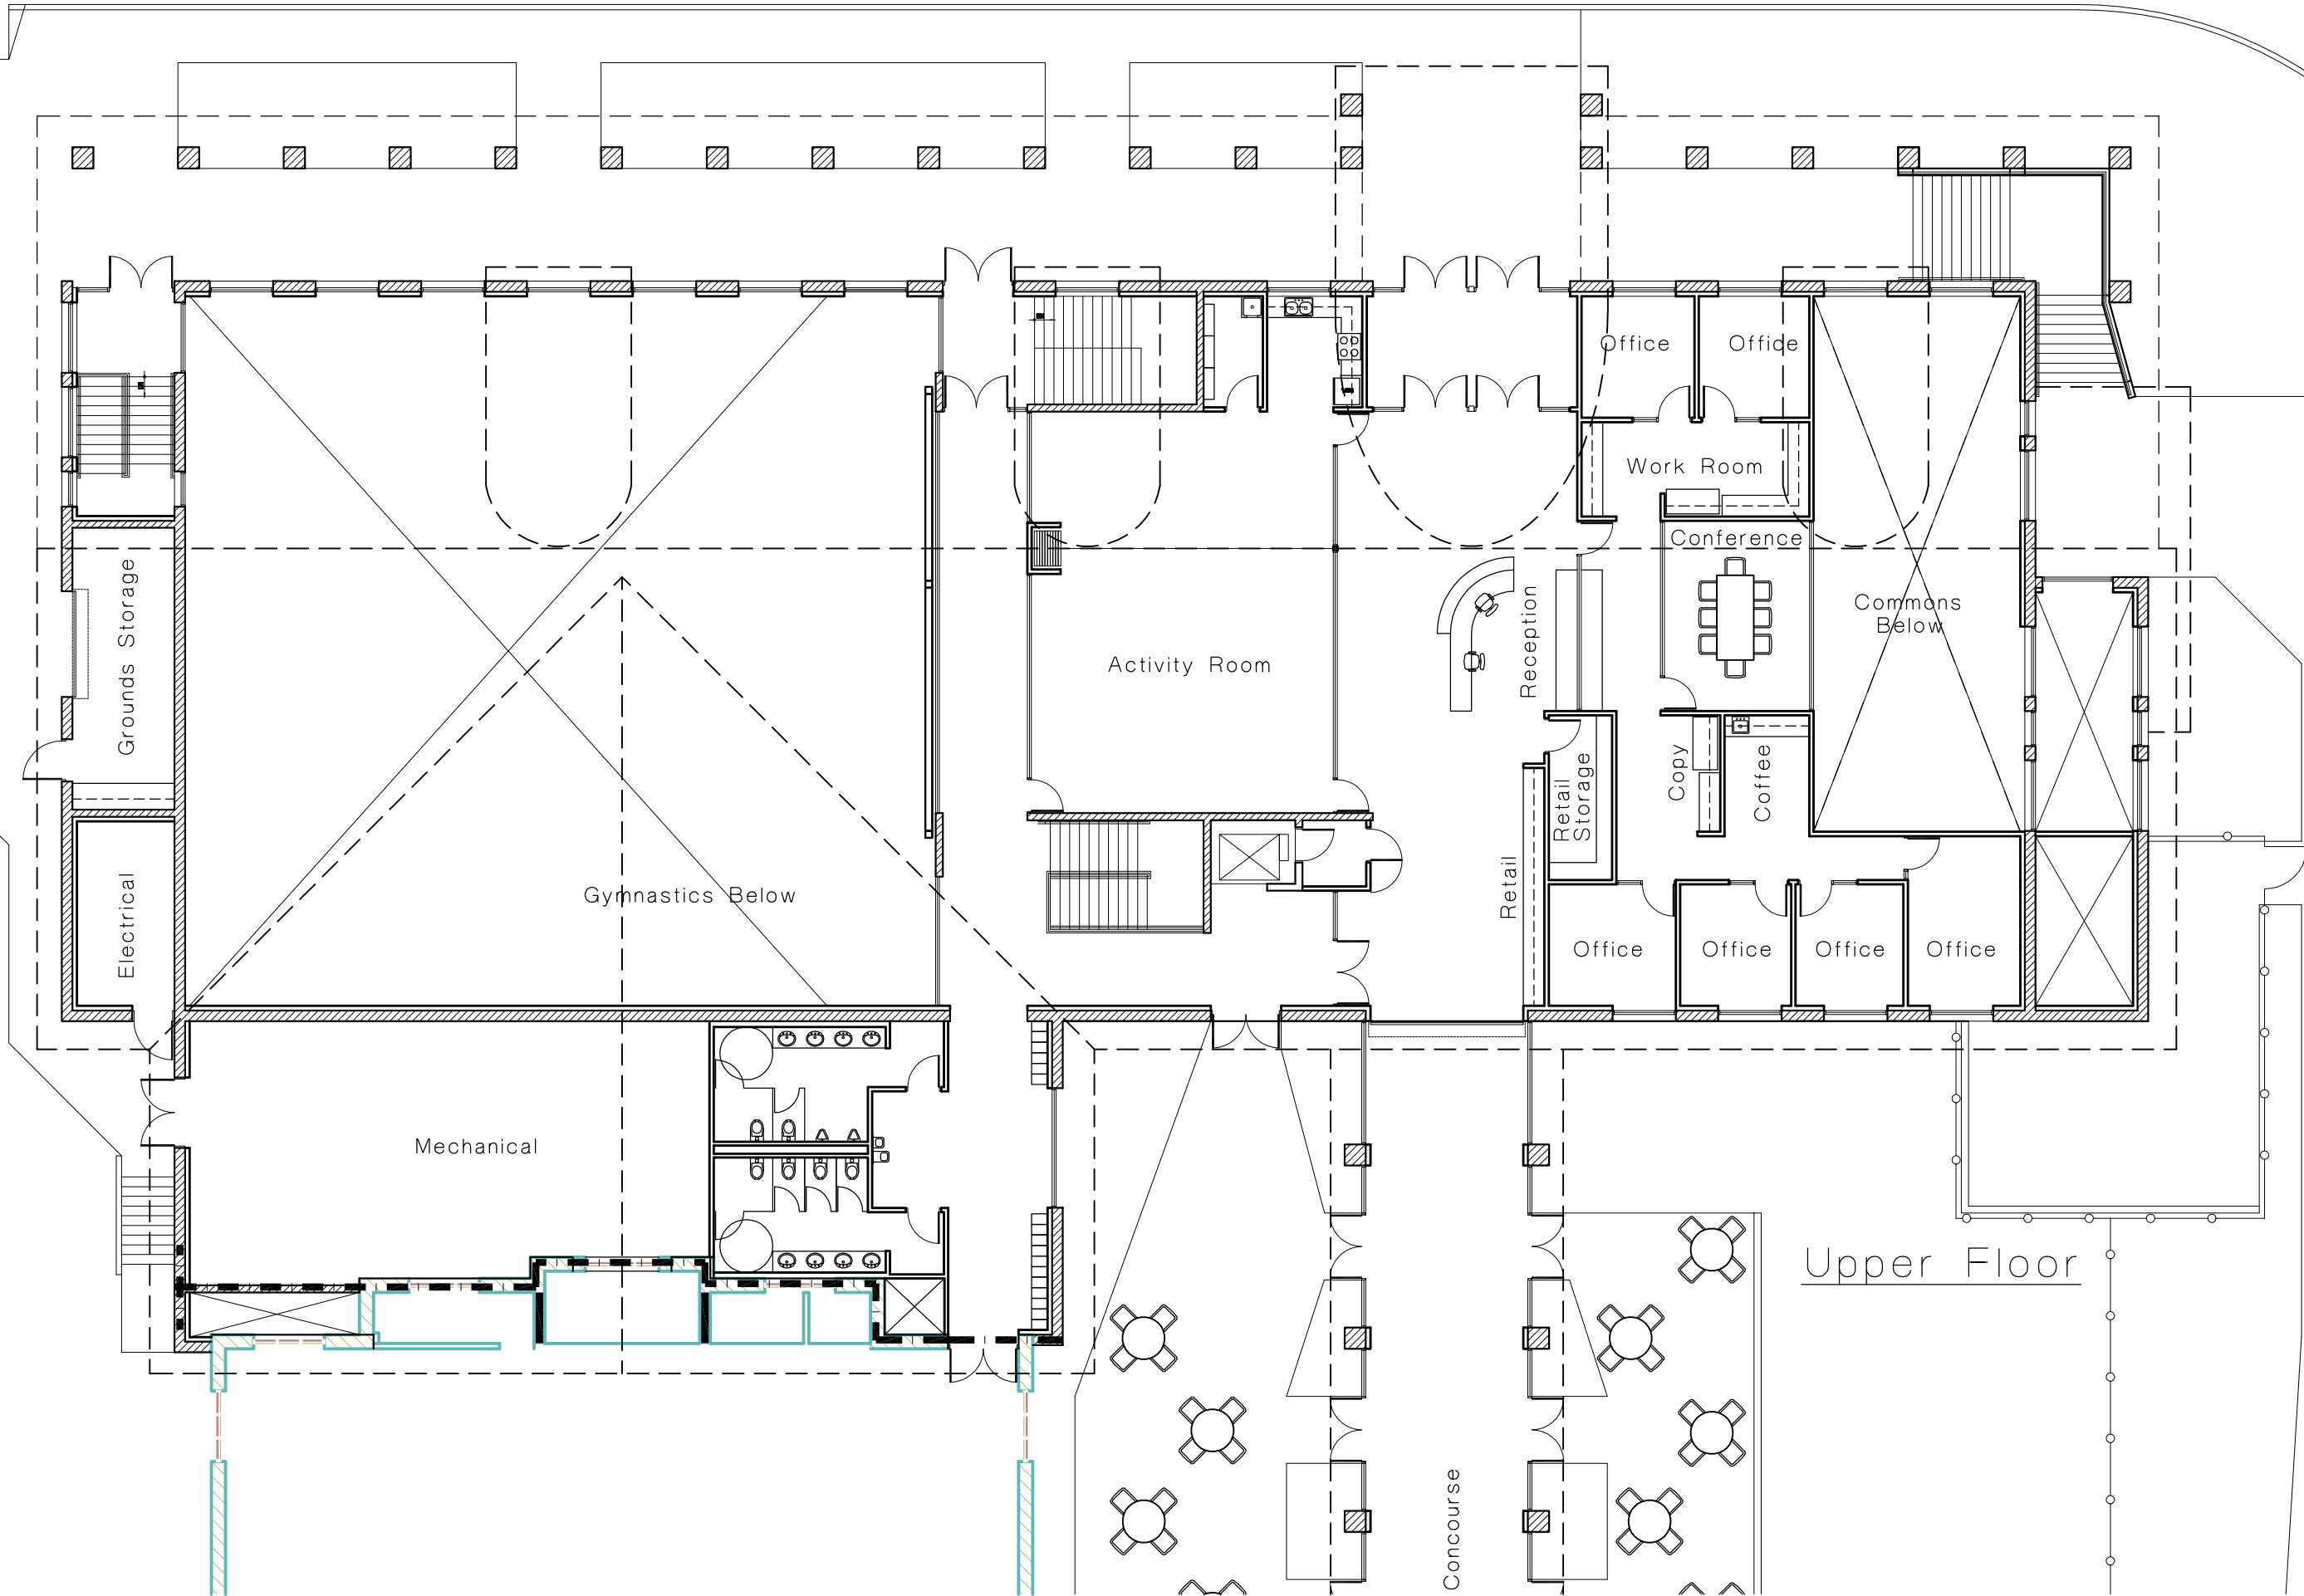 Office
Office
Work Room
Conference
Grounds Storage
Commons
Below
Reception
Activity Room
Copy
Coffee
Retail
Storage
Retail
Gymnastics Below
Electrical
Office
Office
Office
Office
Mechanical
Upper Floor
Concourse